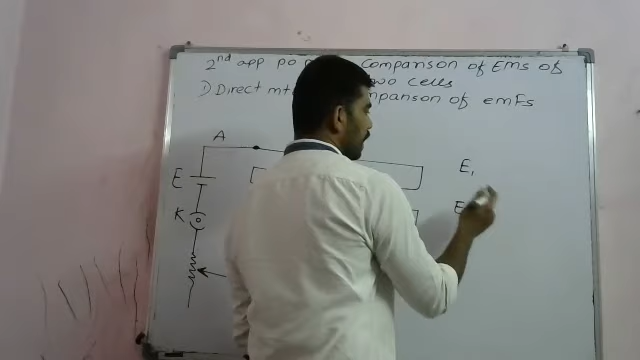 2nd app po Comparison of Ems of
two cells
1) Direct mt comparison of emFs
A
E
K
E1
E